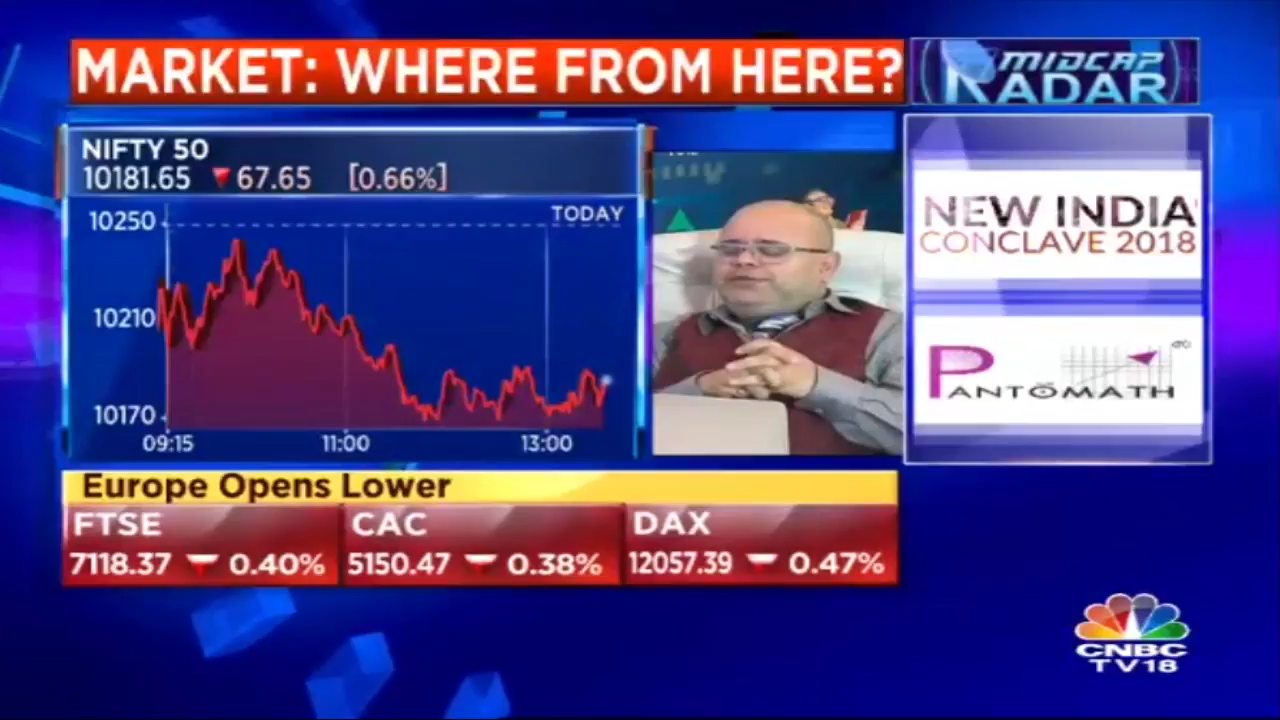 MARKET: WHERE FROM HERE?
MIDCAP
RADAR
NIFTY 50
10181.65 67.65 [0.66%]
TODAY
10250
10210
10170
09:15 11:00 13:00
NEW INDIA
CONCLAVE 2018
PANTŌMATH
Europe Opens Lower
FTSE CAC DAX
7118.37 0.40% 5150.47 0.38% 12057.39 0.47%
CNBC
TV18